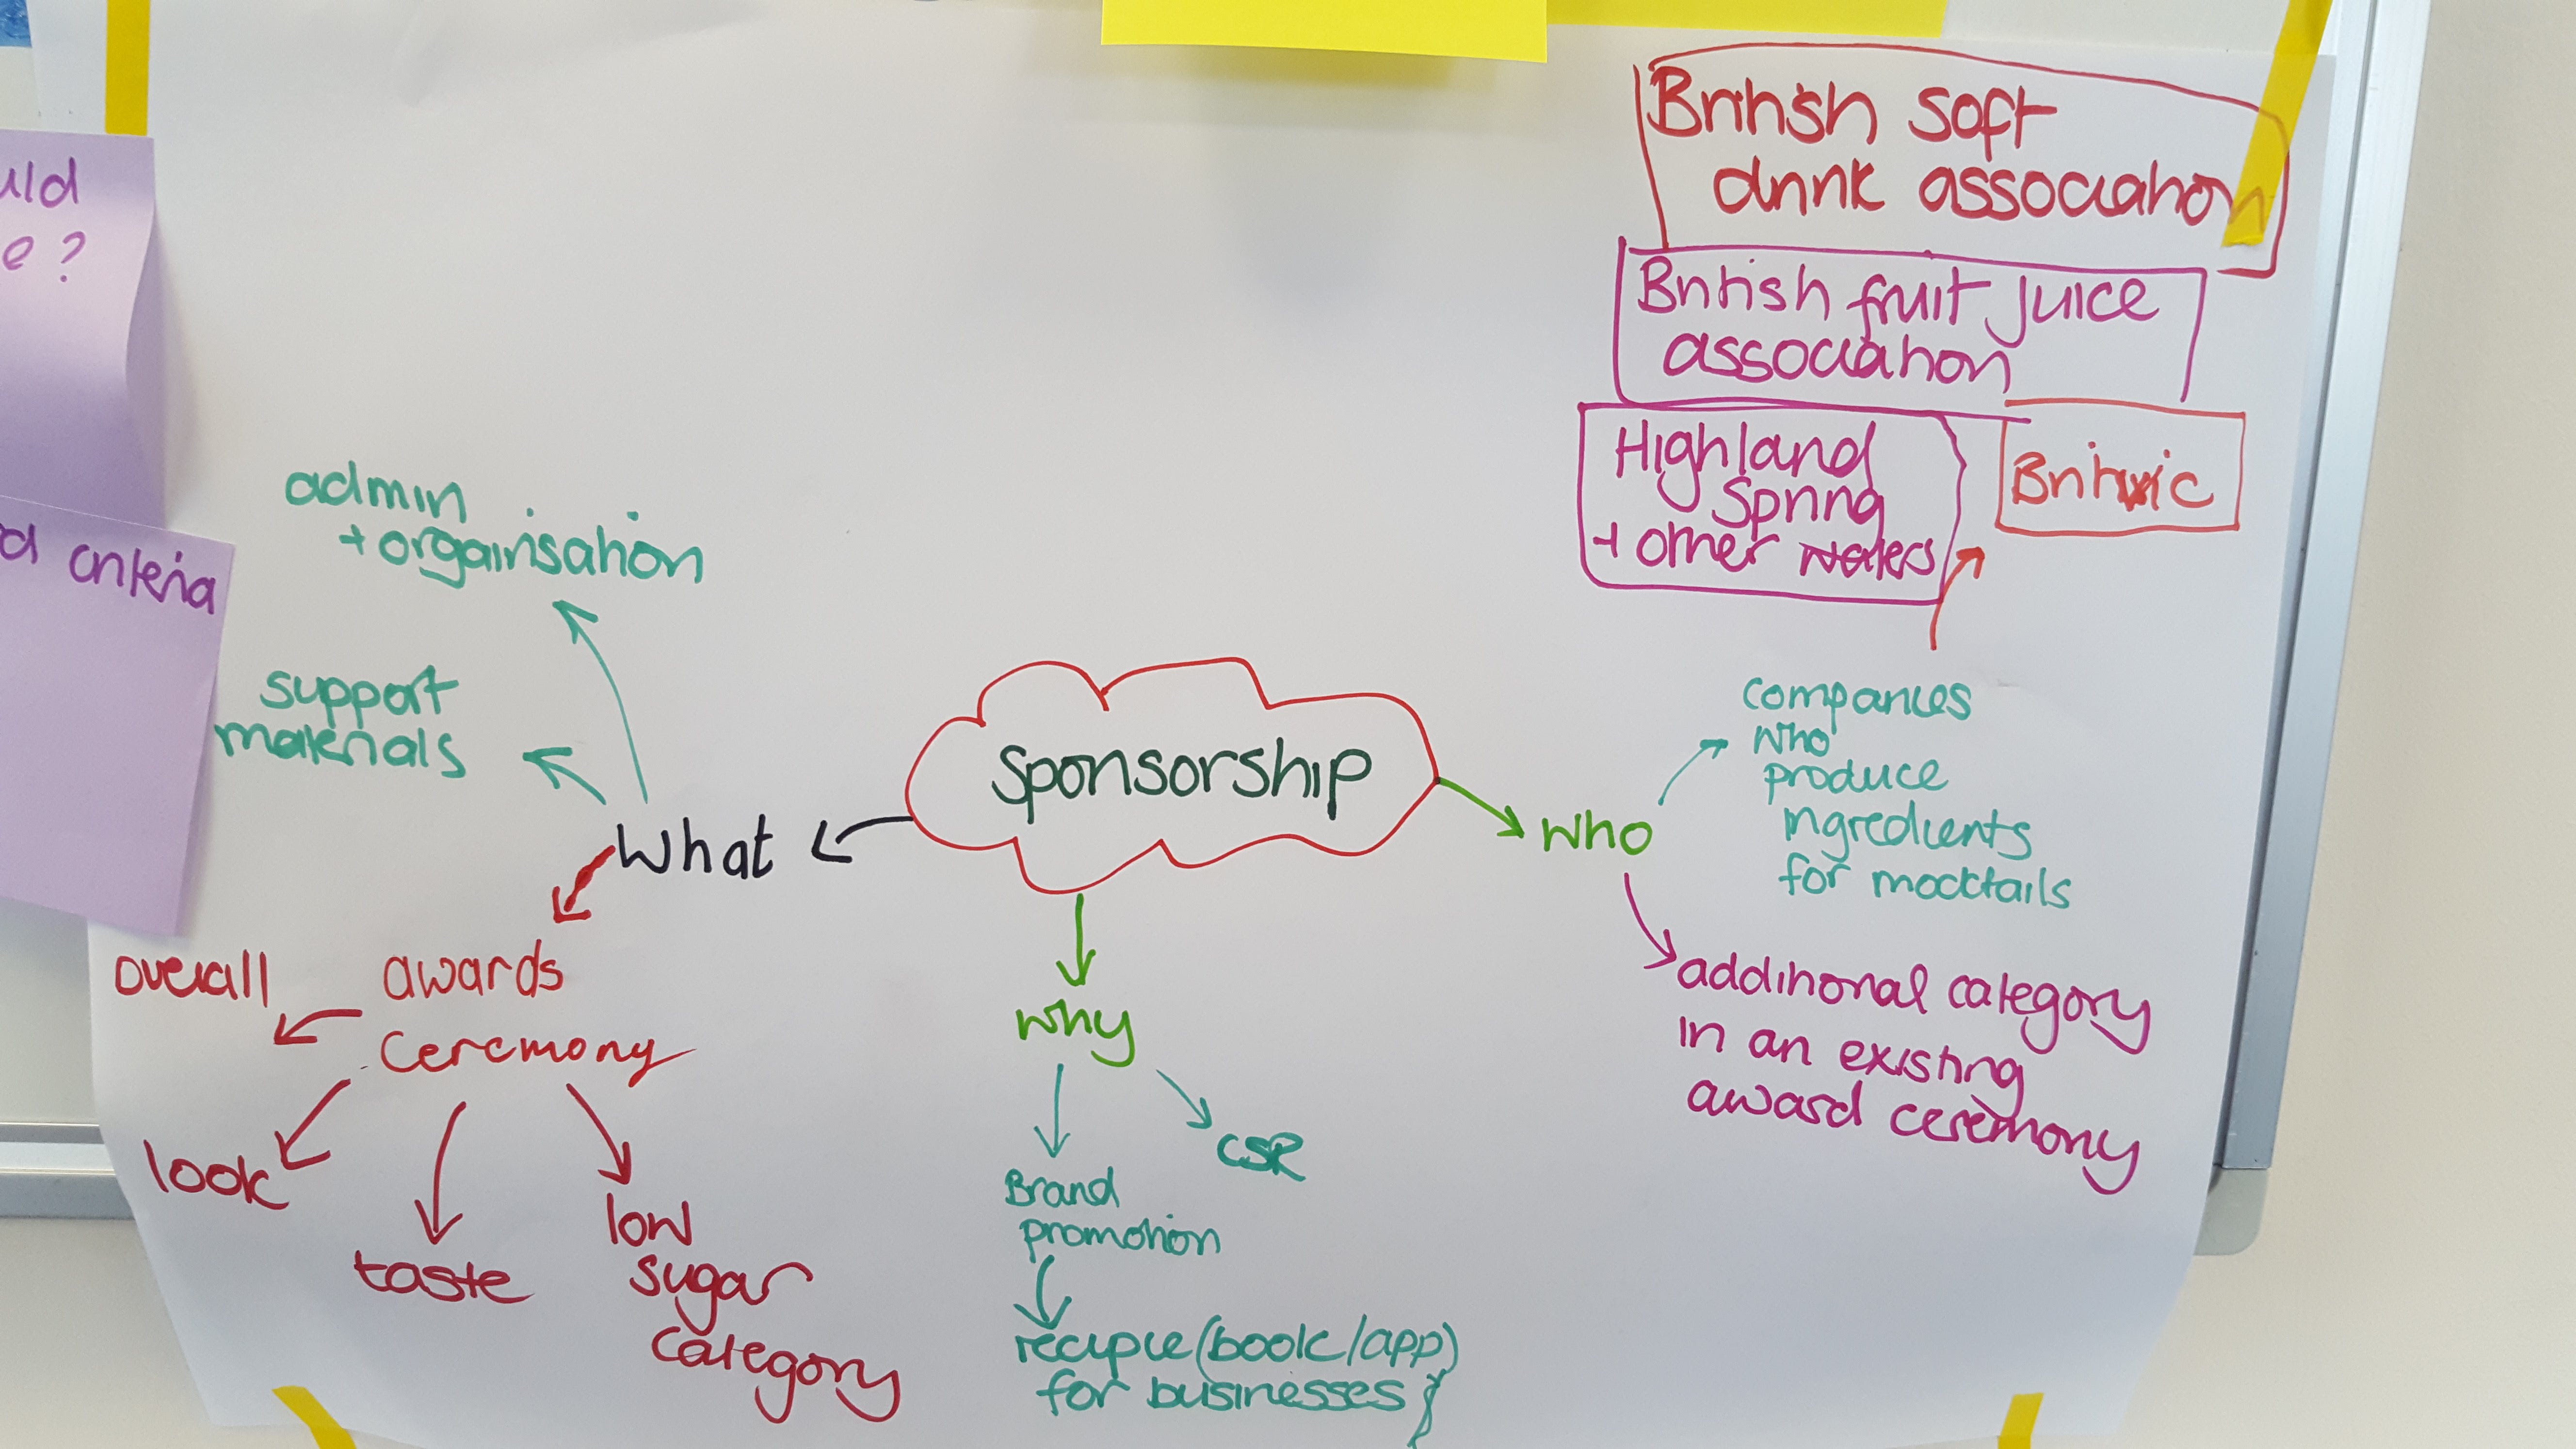 uld
e?
d criteria
British soft
drink association
British fruit juice
association
Highland
Spring
+ other waters
Britvic
admin
+ organisation
support
materials
What
Sponsorship
who
companies
who
produce
ingredients
for mocktails
additional category
in an existing
award ceremony
awards
ceremony
overall
look
taste
low
sugar
category
why
CSR
Brand
promotion
recipie (book/app)
for businesses